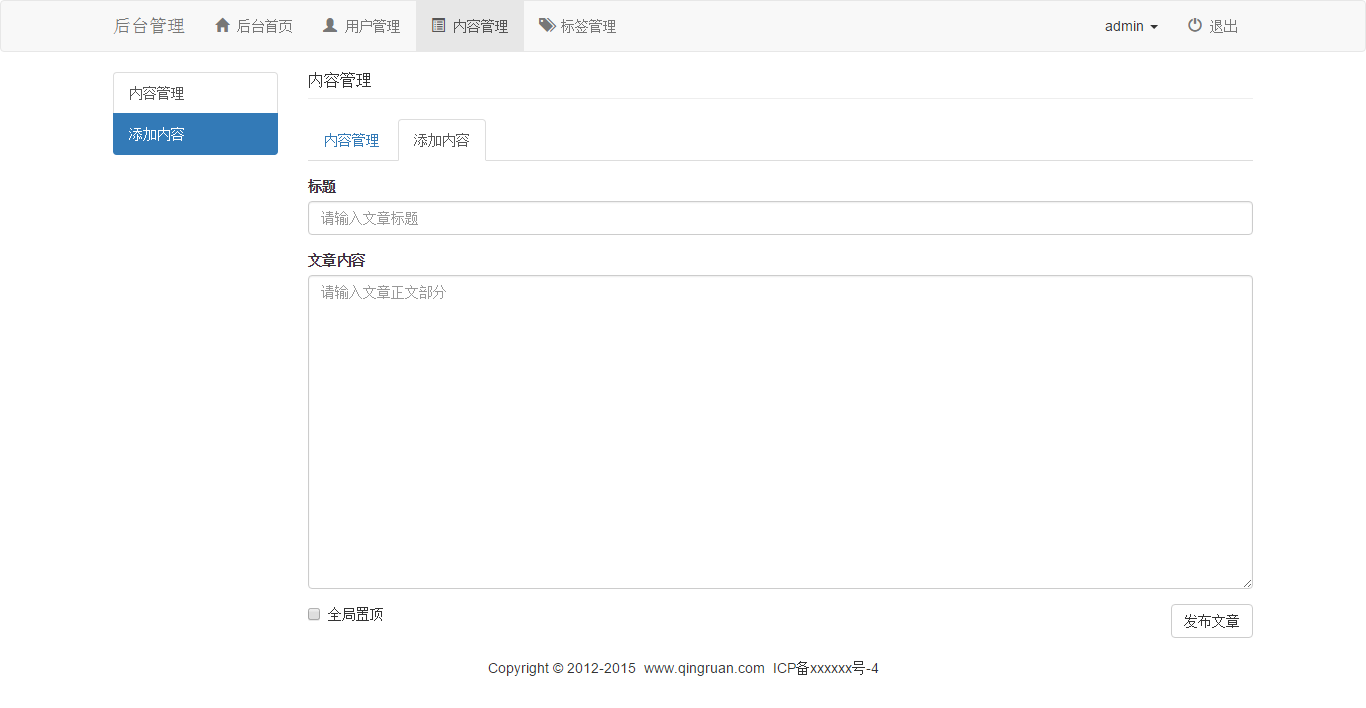 后台管理 后台首页 用户管理 内容管理 标签管理 admin 退出
内容管理
添加内容
内容管理
内容管理 添加内容
标题
请输入文章标题
文章内容
请输入文章正文部分
全局置顶
发布文章
Copyright © 2012-2015 www.qingruan.com ICP备xxxxxx号-4